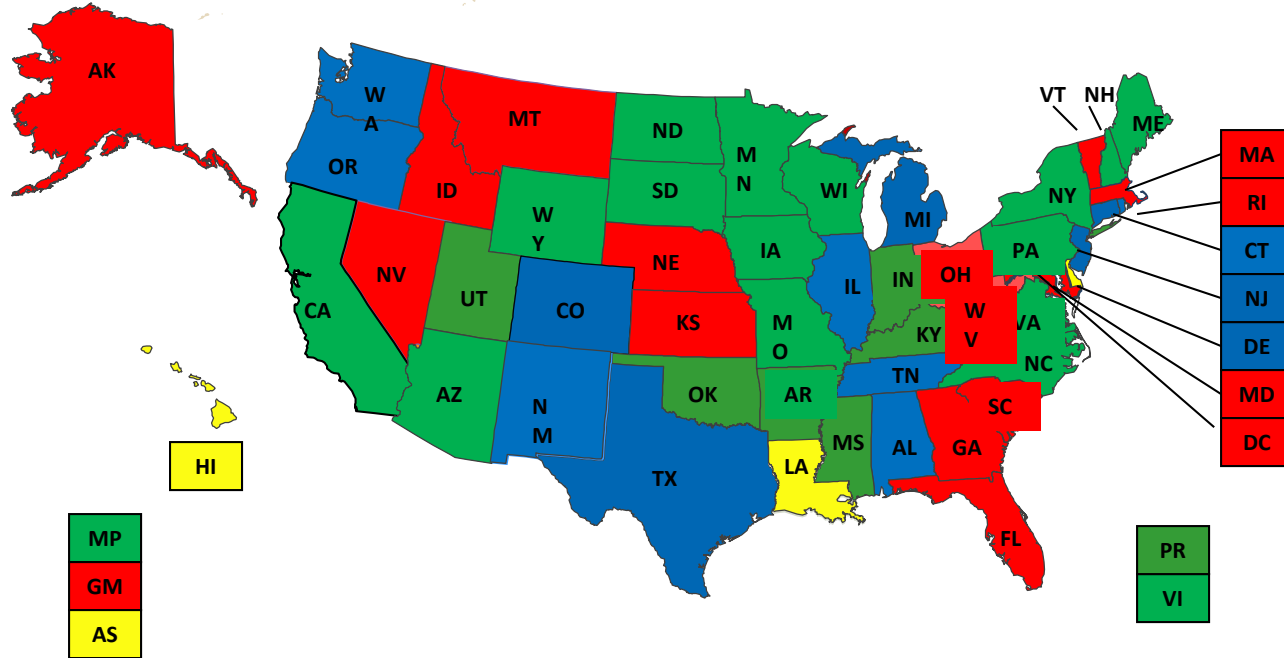 AK
W
A
MT
ND
M
N
VT NH
ME
OR
ID
SD
WI
NY
MA
W
Y
MI
RI
IA
PA
CT
NV
NE
OH
IL
IN
NJ
CA
UT
CO
KS
M
O
KY
W
V
VA
DE
NC
TN
MD
AZ
N
M
OK
AR
SC
DC
MS
AL
GA
HI
LA
TX
FL
MP
GM
AS
PR
VI